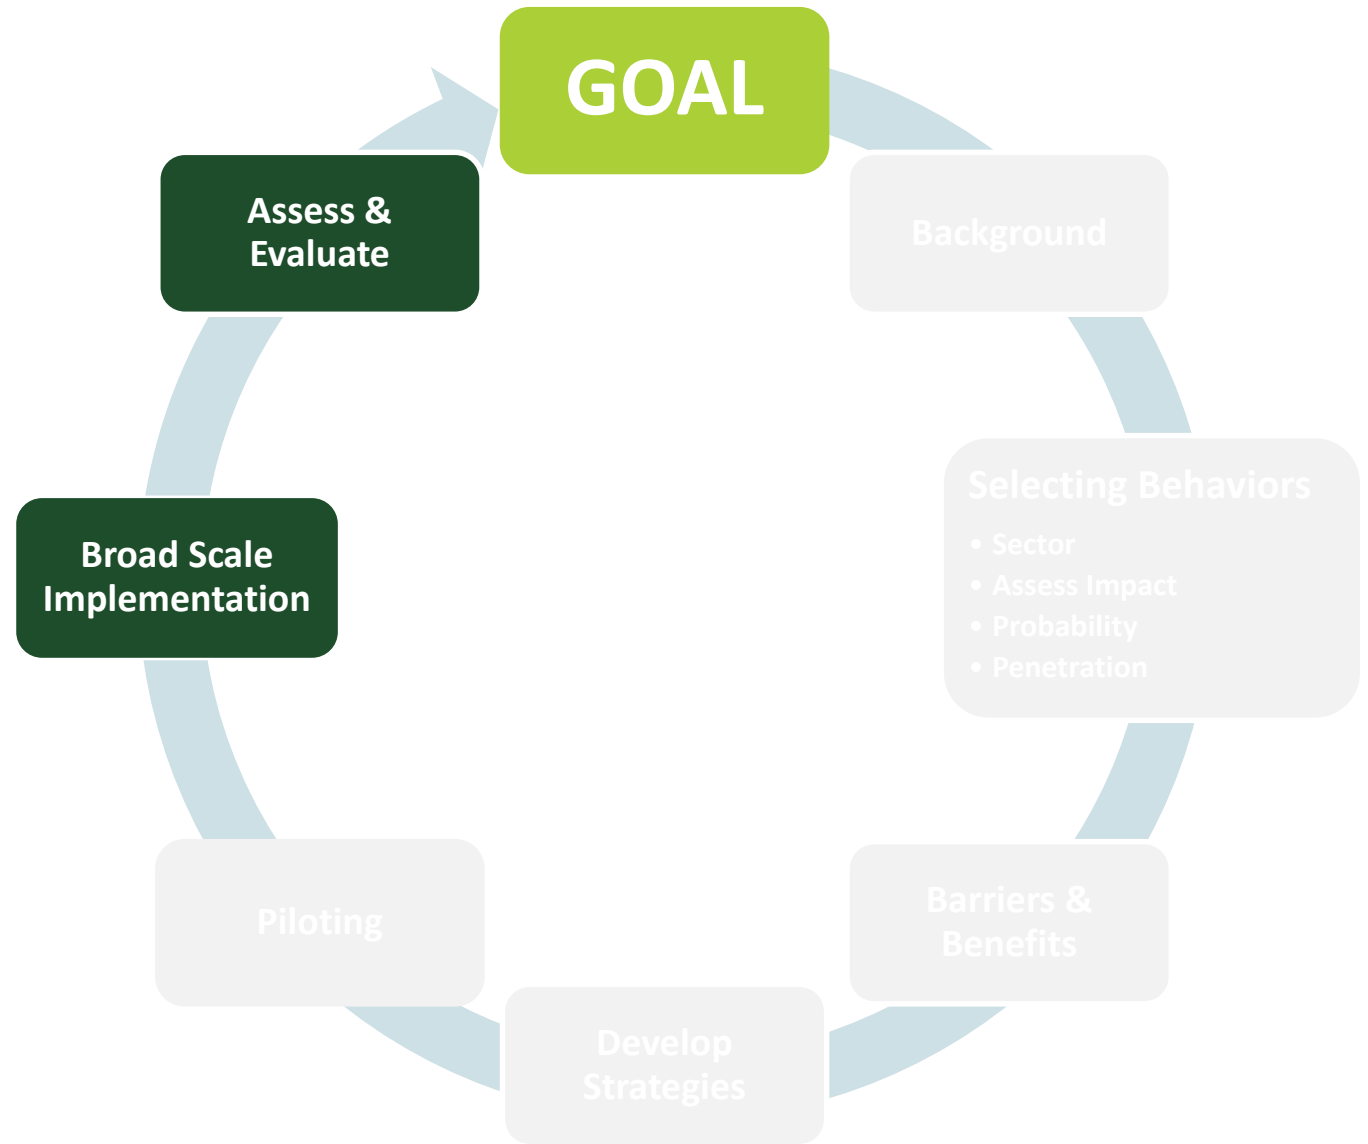 GOAL
Background
Selecting Behaviors
• Sector
• Assess Impact
• Probability
• Penetration
Barriers &
Benefits
Develop
Strategies
Piloting
Broad Scale
Implementation
Assess &
Evaluate